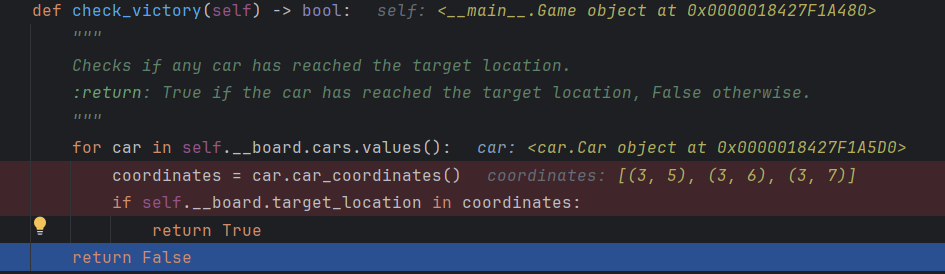 def check_victory(self) -> bool:   self: <__main__.Game object at 0x0000018427F1A480>
    """
    Checks if any car has reached the target location.
    :return: True if the car has reached the target location, False otherwise.
    """
    for car in self.__board.cars.values():   car: <car.Car object at 0x0000018427F1A5D0>
        coordinates = car.car_coordinates()   coordinates: [(3, 5), (3, 6), (3, 7)]
        if self.__board.target_location in coordinates:
            return True
    return False